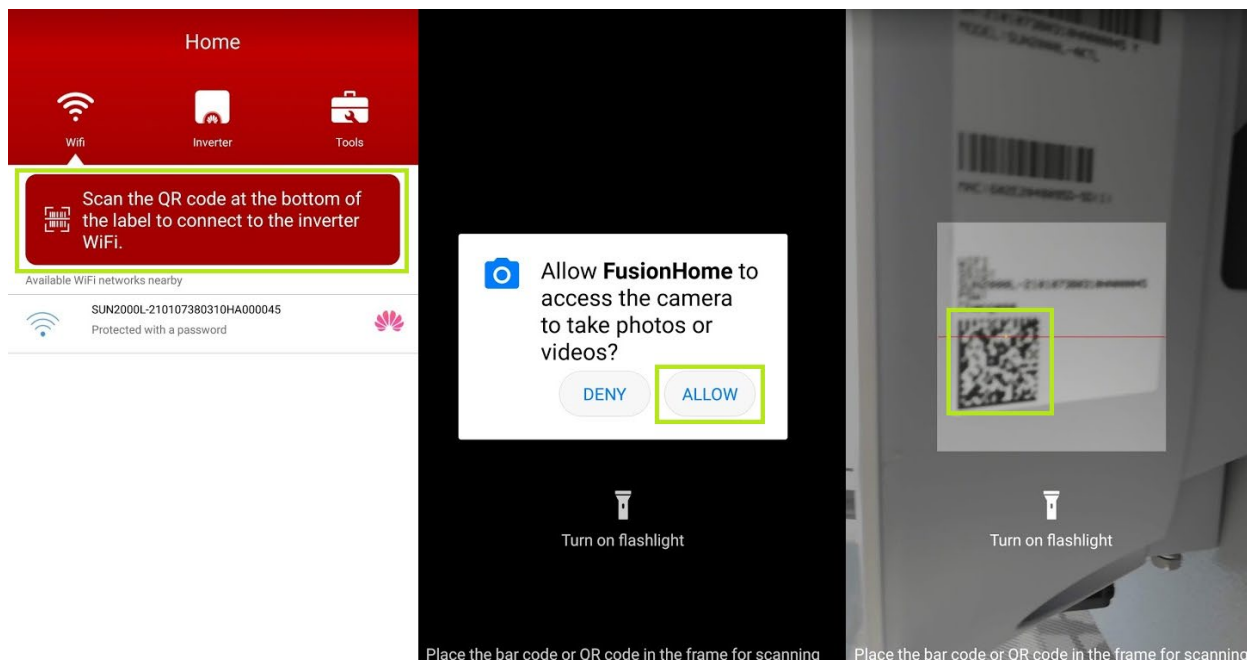 Home
Wifi
Inverter
Tools
Scan the QR code at the bottom of
the label to connect to the inverter
WiFi.
Available WiFi networks nearby
SUN2000L-210107380310HA000045
Protected with a password
Allow FusionHome to
access the camera
to take photos or
videos?
DENY
ALLOW
Turn on flashlight
Place the bar code or QR code in the frame for scanning
Turn on flashlight
Place the bar code or QR code in the frame for scanning